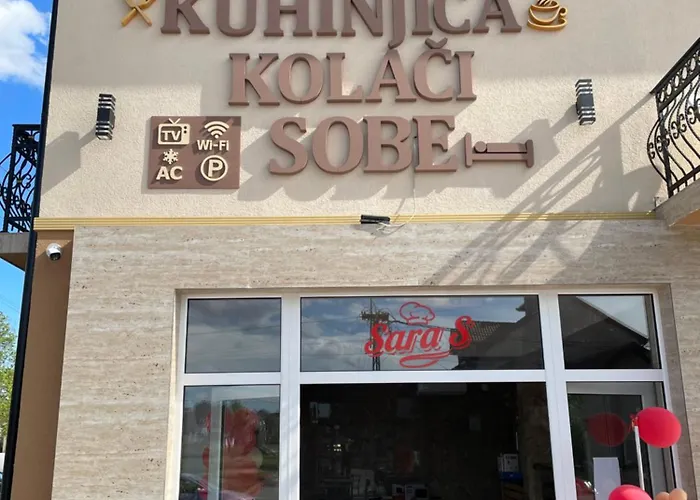 KUHINJICA
KOLAČI
SOBE
TV
WI-FI
AC
P
Sara S